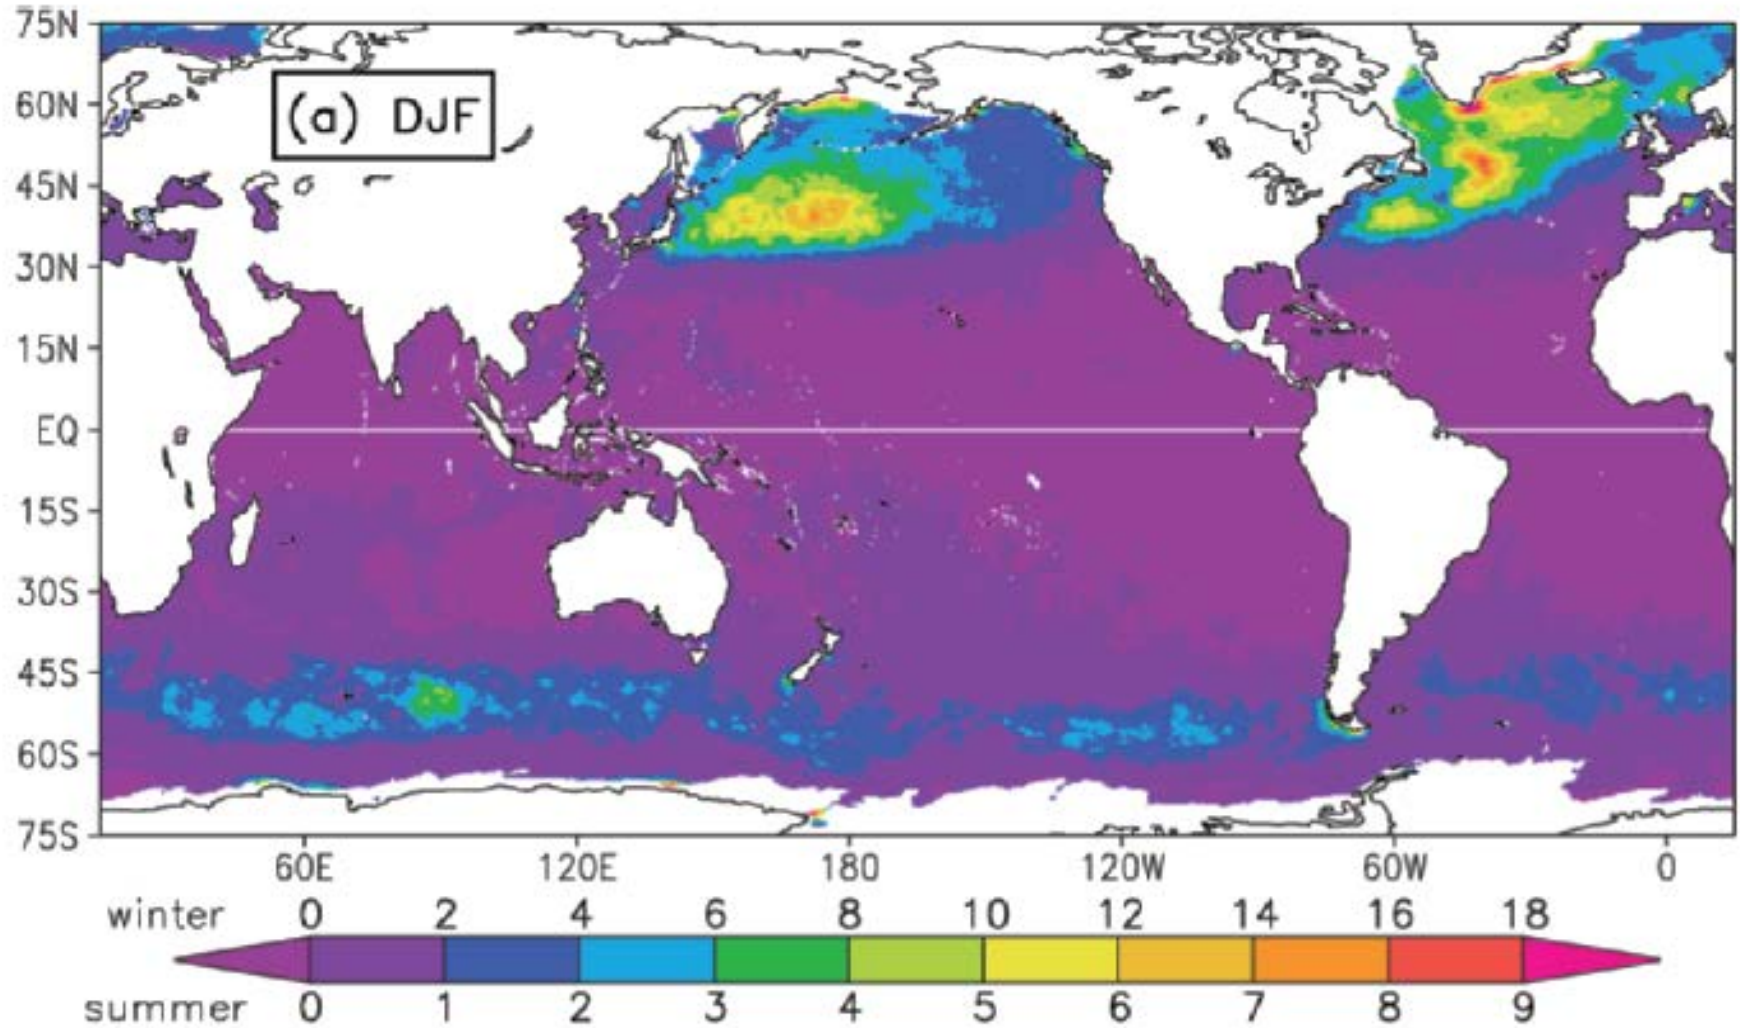 75N
(a) DJF
60N
45N
30N
15N
EQ
15S
30S
45S
60S
75S
60E 120E 180 120W 60W 0
winter 0 2 4 6 8 10 12 14 16 18
summer 0 1 2 3 4 5 6 7 8 9